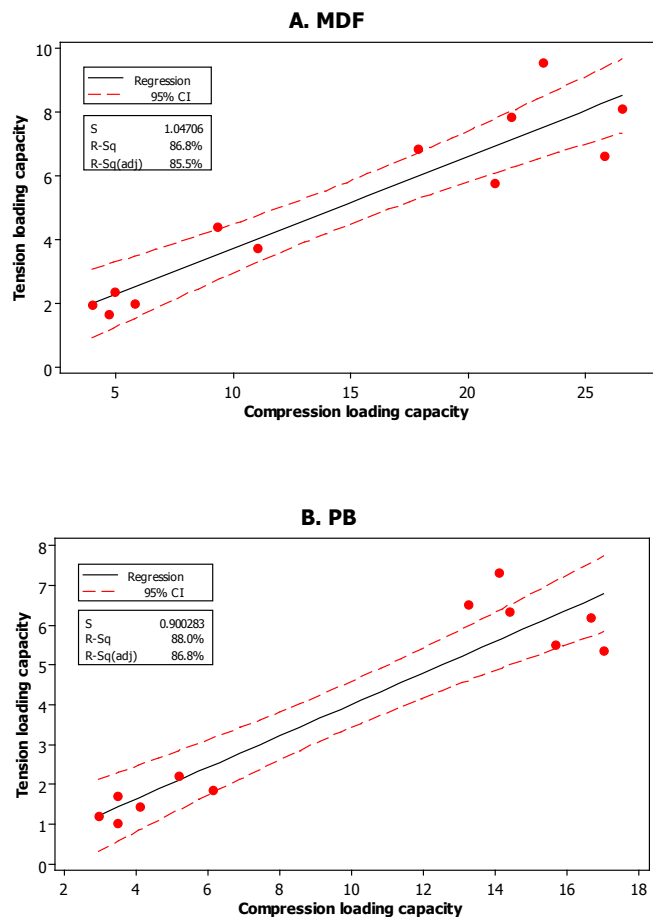 A. MDF
10
8
6
4
2
0
Tension loading capacity
Regression
95% CI
S 1.04706
R-Sq 86.8%
R-Sq(adj) 85.5%
5 10 15 20 25
Compression loading capacity
B. PB
8
7
6
5
4
3
2
1
0
Tension loading capacity
Regression
95% CI
S 0.900283
R-Sq 88.0%
R-Sq(adj) 86.8%
2 4 6 8 10 12 14 16 18
Compression loading capacity